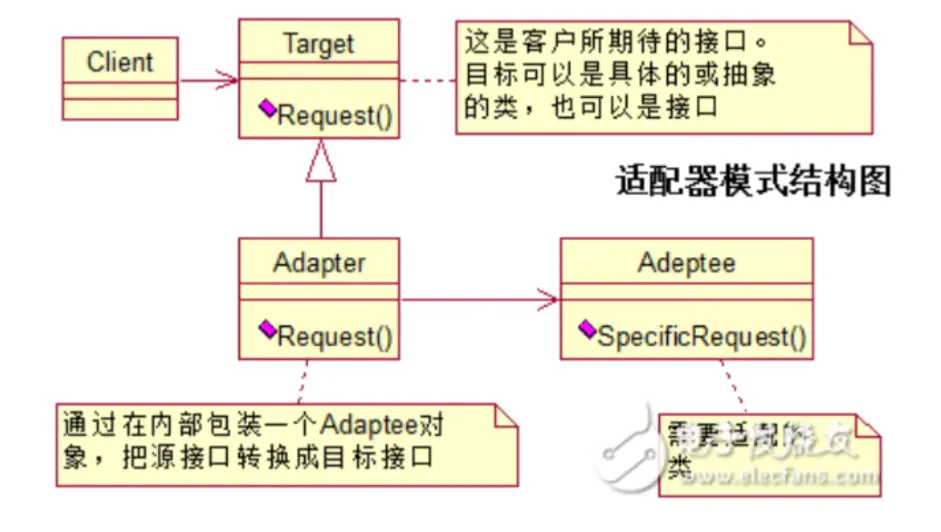 Client
Target
Request()
这是客户所期待的接口。
目标可以是具体的或抽象
的类，也可以是接口
适配器模式结构图
Adapter
Request()
Adeptee
SpecificRequest()
通过在内部包装一个Adaptee对
象，把源接口转换成目标接口
需要适配的
类
电子发烧友
www.elecfans.com